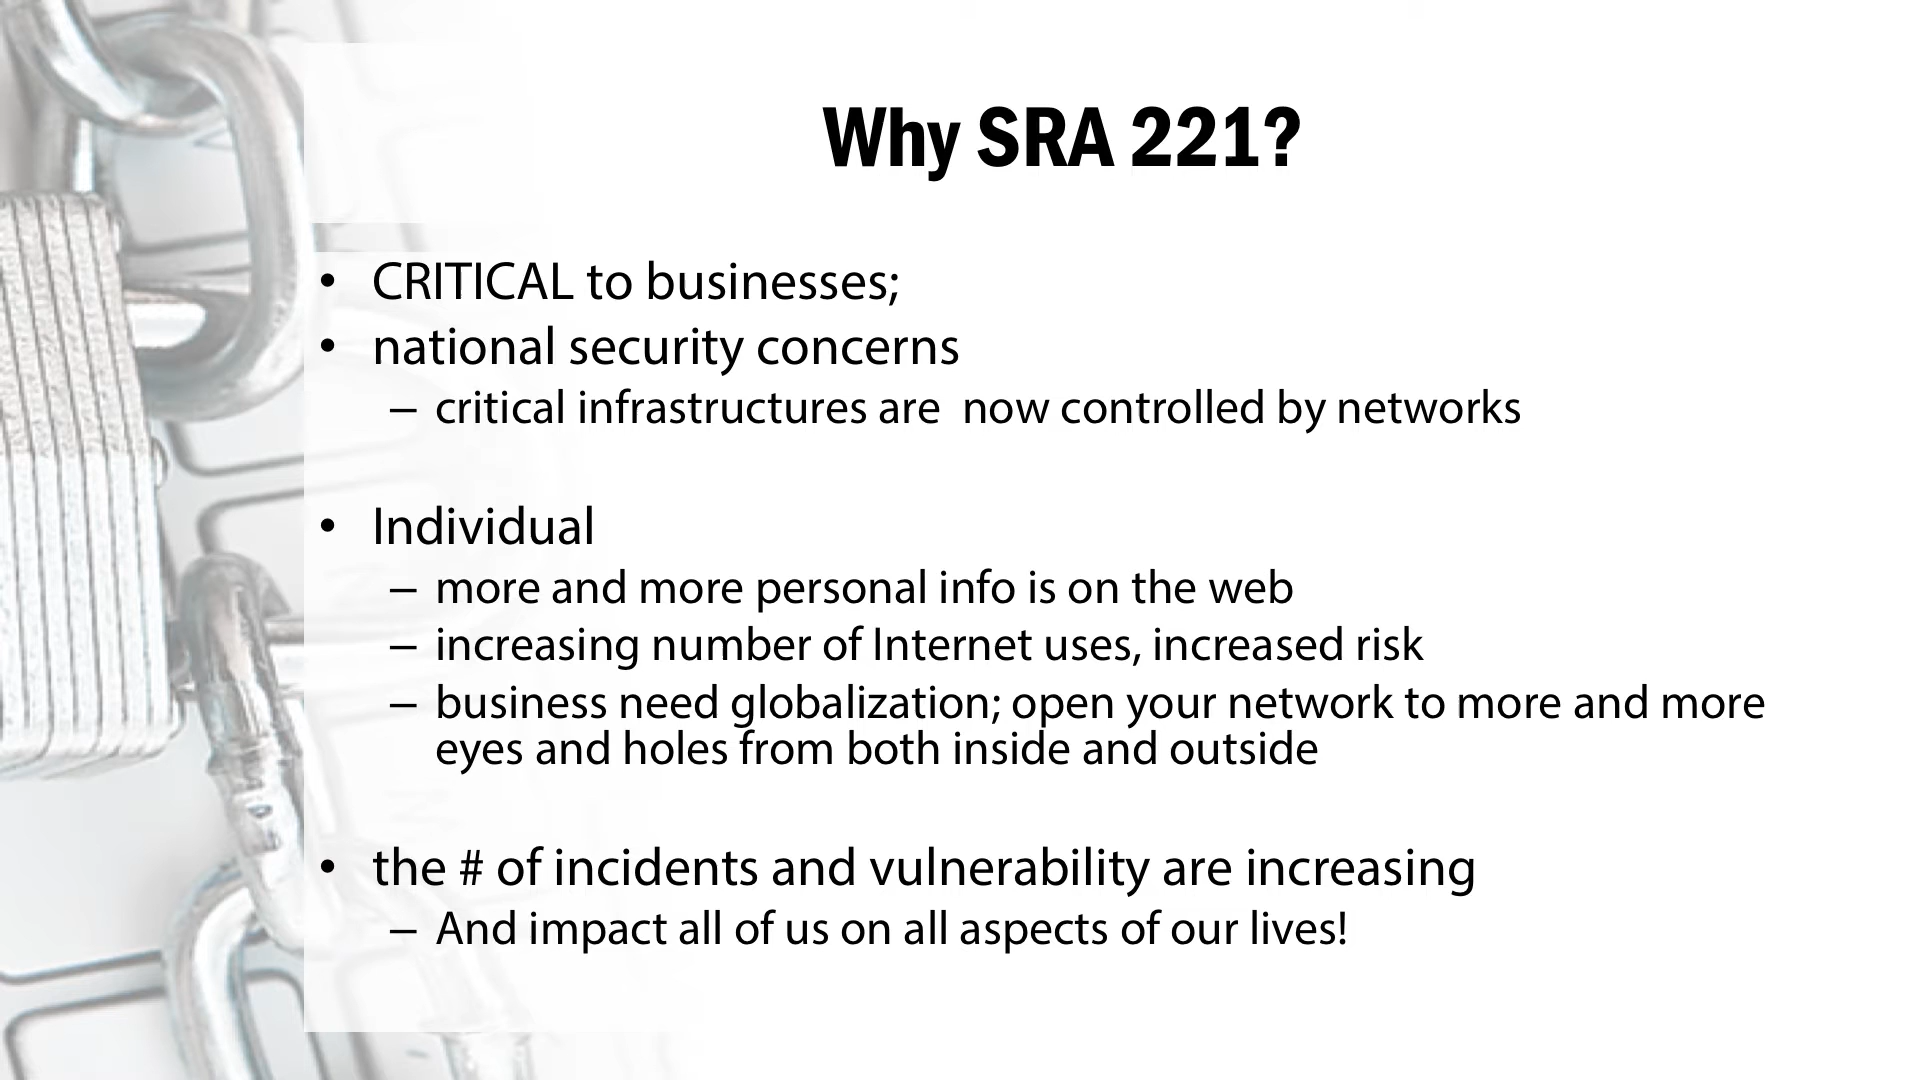 Why SRA 221?
• CRITICAL to businesses;
• national security concerns
– critical infrastructures are  now controlled by networks
• Individual
– more and more personal info is on the web
– increasing number of Internet uses, increased risk
– business need globalization; open your network to more and more
eyes and holes from both inside and outside
• the # of incidents and vulnerability are increasing
– And impact all of us on all aspects of our lives!